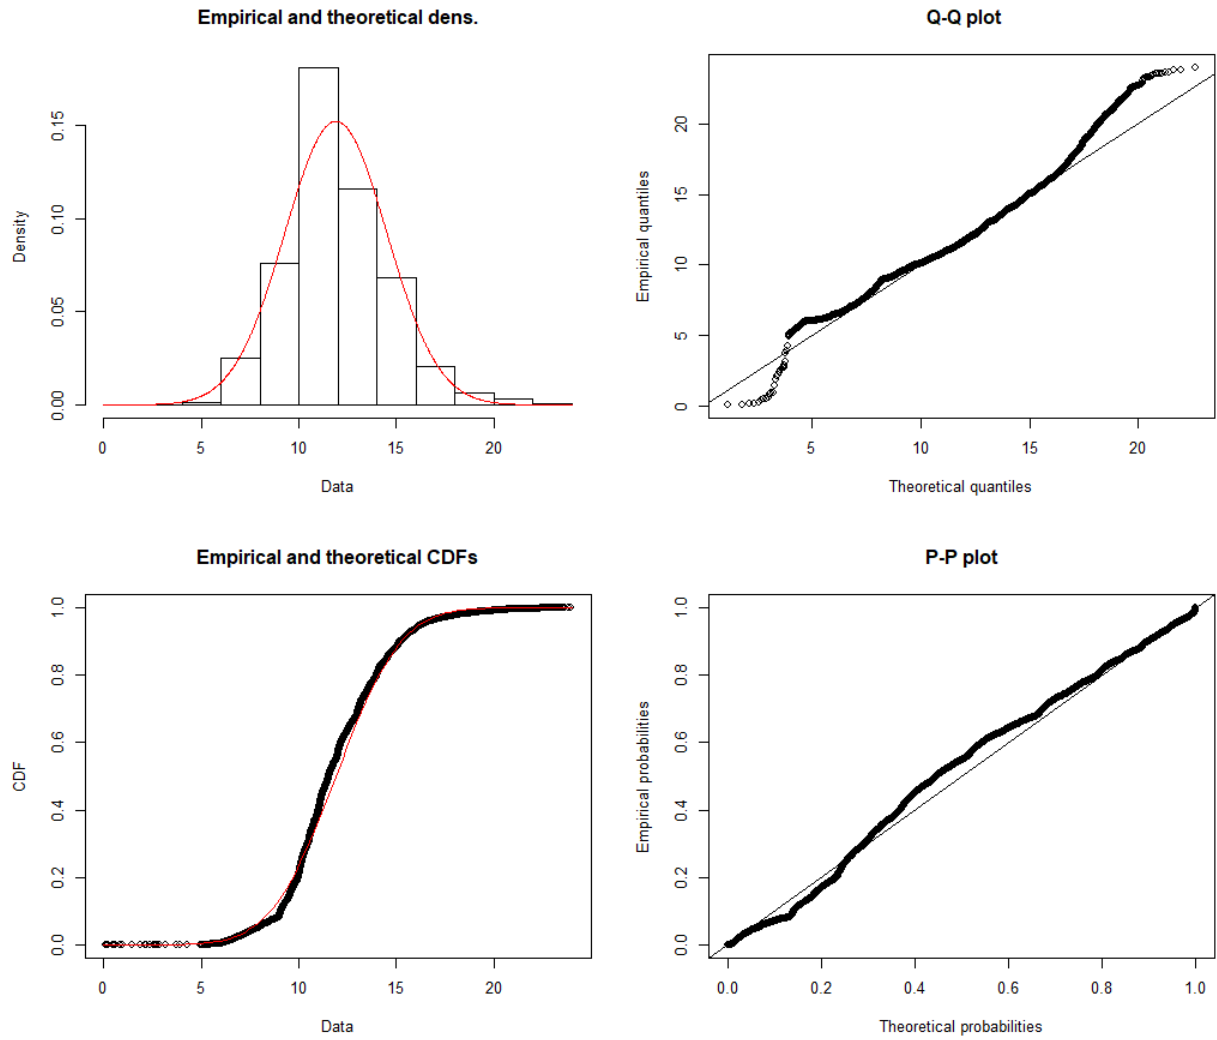 Empirical and theoretical dens.
Density
0.00 0.05 0.10 0.15
0 5 10 15 20
Data
Q-Q plot
Empirical quantiles
0 5 10 15 20
5 10 15 20
Theoretical quantiles
Empirical and theoretical CDFs
CDF
0.0 0.2 0.4 0.6 0.8 1.0
0 5 10 15 20
Data
P-P plot
Empirical probabilities
0.0 0.2 0.4 0.6 0.8 1.0
0.0 0.2 0.4 0.6 0.8 1.0
Theoretical probabilities